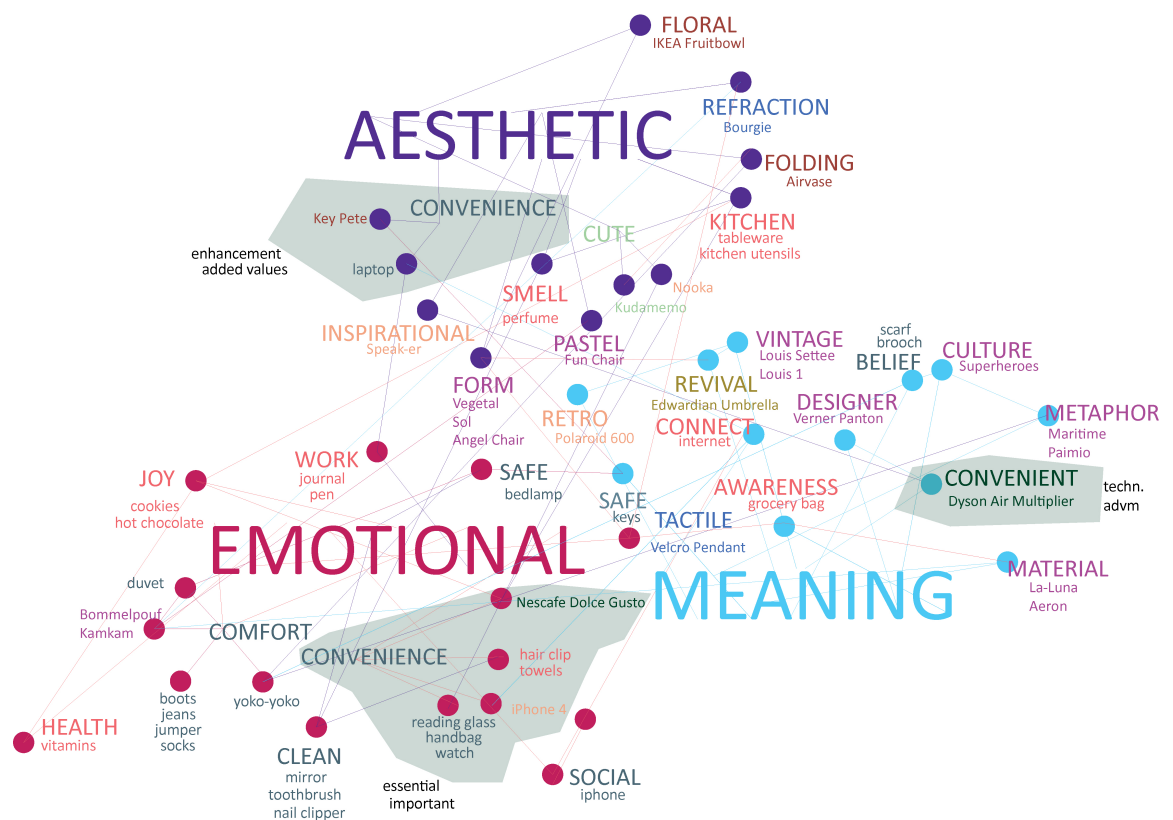 FLORAL
IKEA Fruitbowl
REFRACTION
Bourgie
AESTHETIC
FOLDING
Airvase
KITCHEN
tableware
kitchen utensils
CONVENIENCE
Key Pete
enhancement
added values
laptop
CUTE
Nooka
Kudamemo
SMELL
perfume
INSPIRATIONAL
Speak-er
PASTEL
Fun Chair
FORM
Vegetal
Søl
Angel Chair
VINTAGE
Louis Settee
Louis 1
REVIVAL
Edwardian Umbrella
RETRO
Polaroid 600
CONNECT
internet
scarf
brooch
BELIEF
CULTURE
Superheroes
DESIGNER
Verner Panton
METAPHOR
Maritime
Paimio
CONVENIENT
Dyson Air Multiplier
techn.
advm
WORK
journal
pen
JOY
cookies
hot chocolate
SAFE
bedlamp
SAFE
keys
AWARENESS
grocery bag
TACTILE
Velcro Pendant
EMOTIONAL
MEANING
MATERIAL
La-Luna
Aeron
duvet
Bommelpouf
Kamkam
COMFORT
Nescafe Dolce Gusto
CONVENIENCE
hair clip
towels
boots
jeans
jumper
socks
yoko-yoko
iPhone 4
reading glass
handbag
watch
HEALTH
vitamins
CLEAN
mirror
toothbrush
nail clipper
essential
important
SOCIAL
iphone